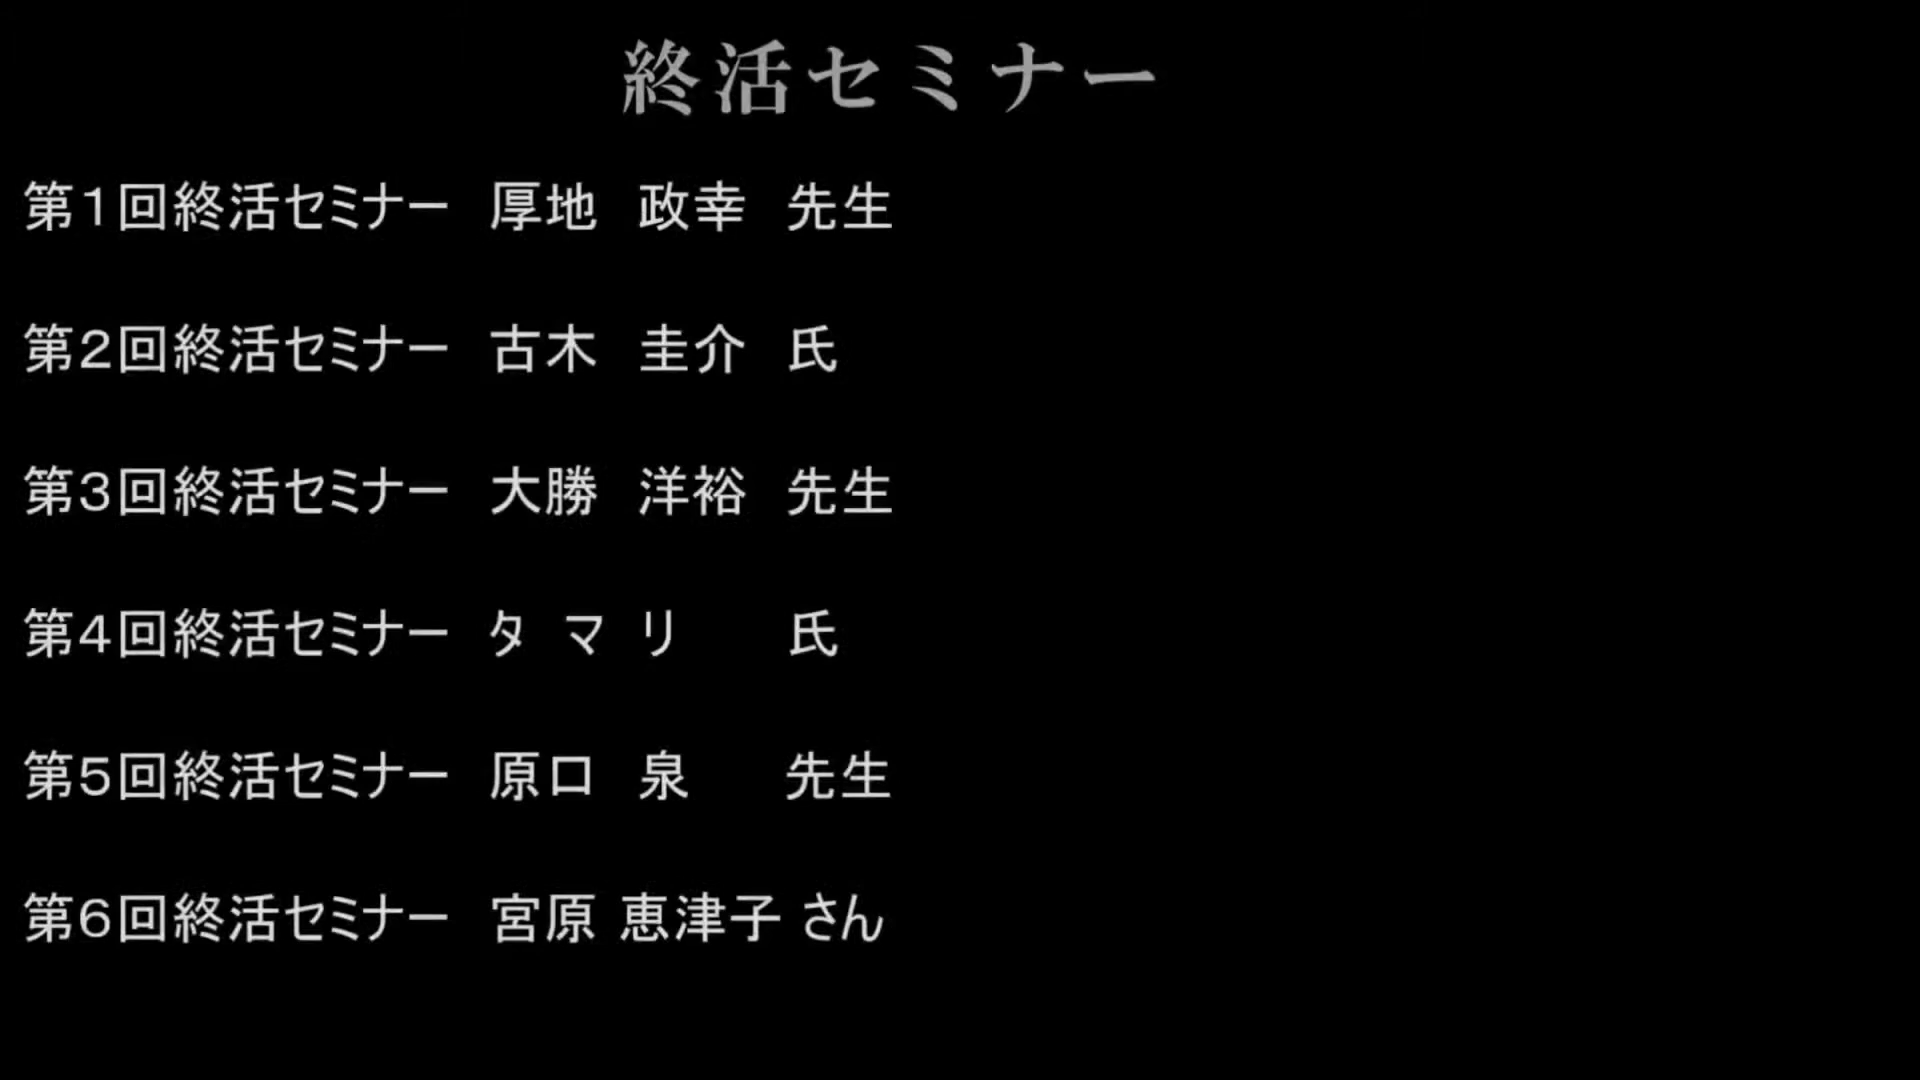 終活セミナー
第1回終活セミナー　厚地　政幸　先生
第2回終活セミナー　古木　圭介　氏
第3回終活セミナー　大勝　洋裕　先生
第4回終活セミナー　タ　マ　リ　　氏
第5回終活セミナー　原口　泉　　先生
第6回終活セミナー　宮原 恵津子 さん